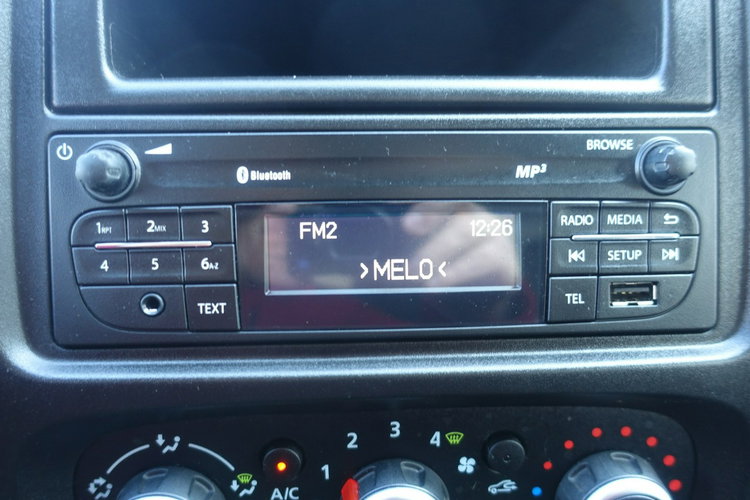 BROWSE
Bluetooth
MP3
1RPT 2MIX 3
4 5 6A-Z
TEXT
FM2 12:26
>MELO<
RADIO MEDIA
SETUP
TEL
1 2 3 4
A/C